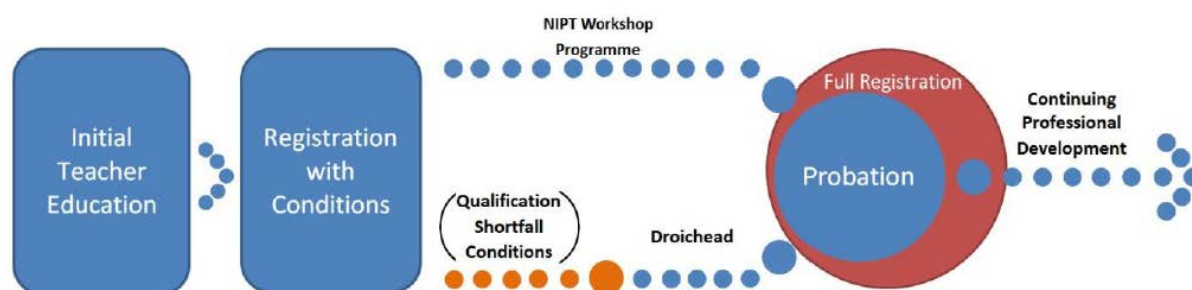 Initial
Teacher
Education
Registration
with
Conditions
NIPT Workshop
Programme
(Qualification
Shortfall
Conditions)
Droichead
Full Registration
Probation
Continuing
Professional
Development